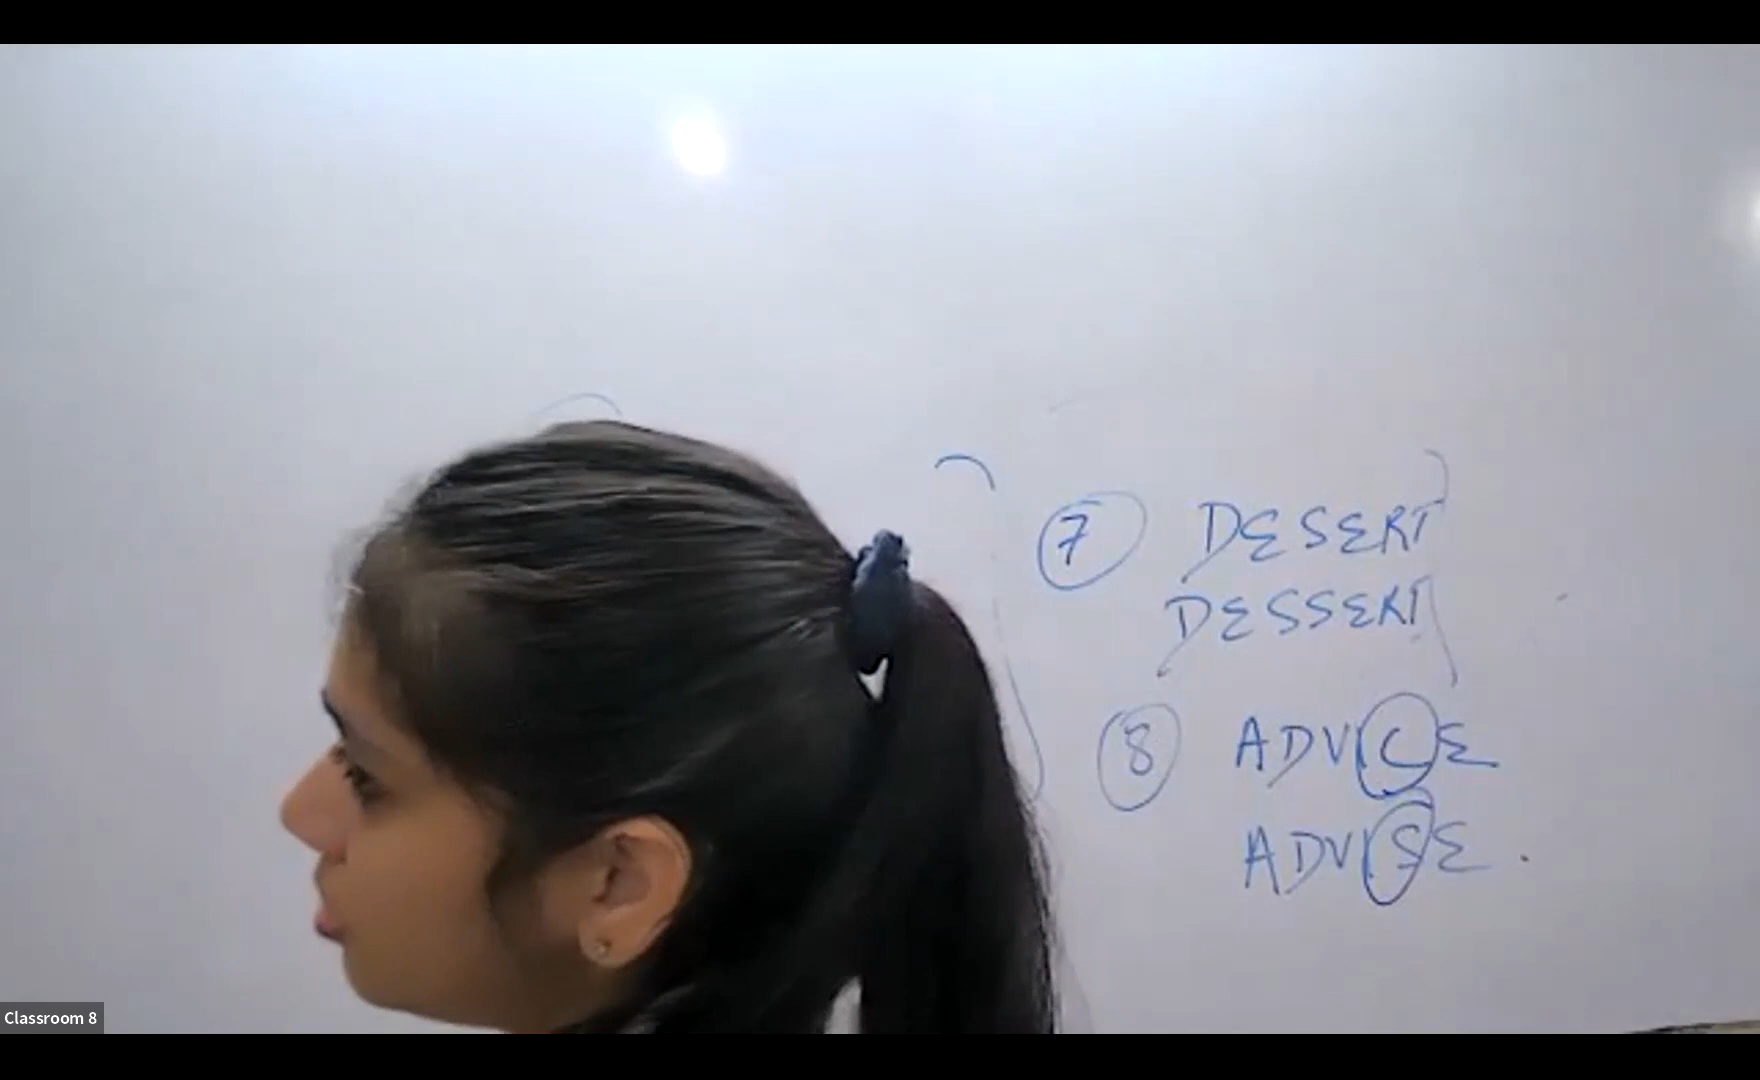 7 DESERT
DESSERT
8 ADVICE
ADVISE .
Classroom 8